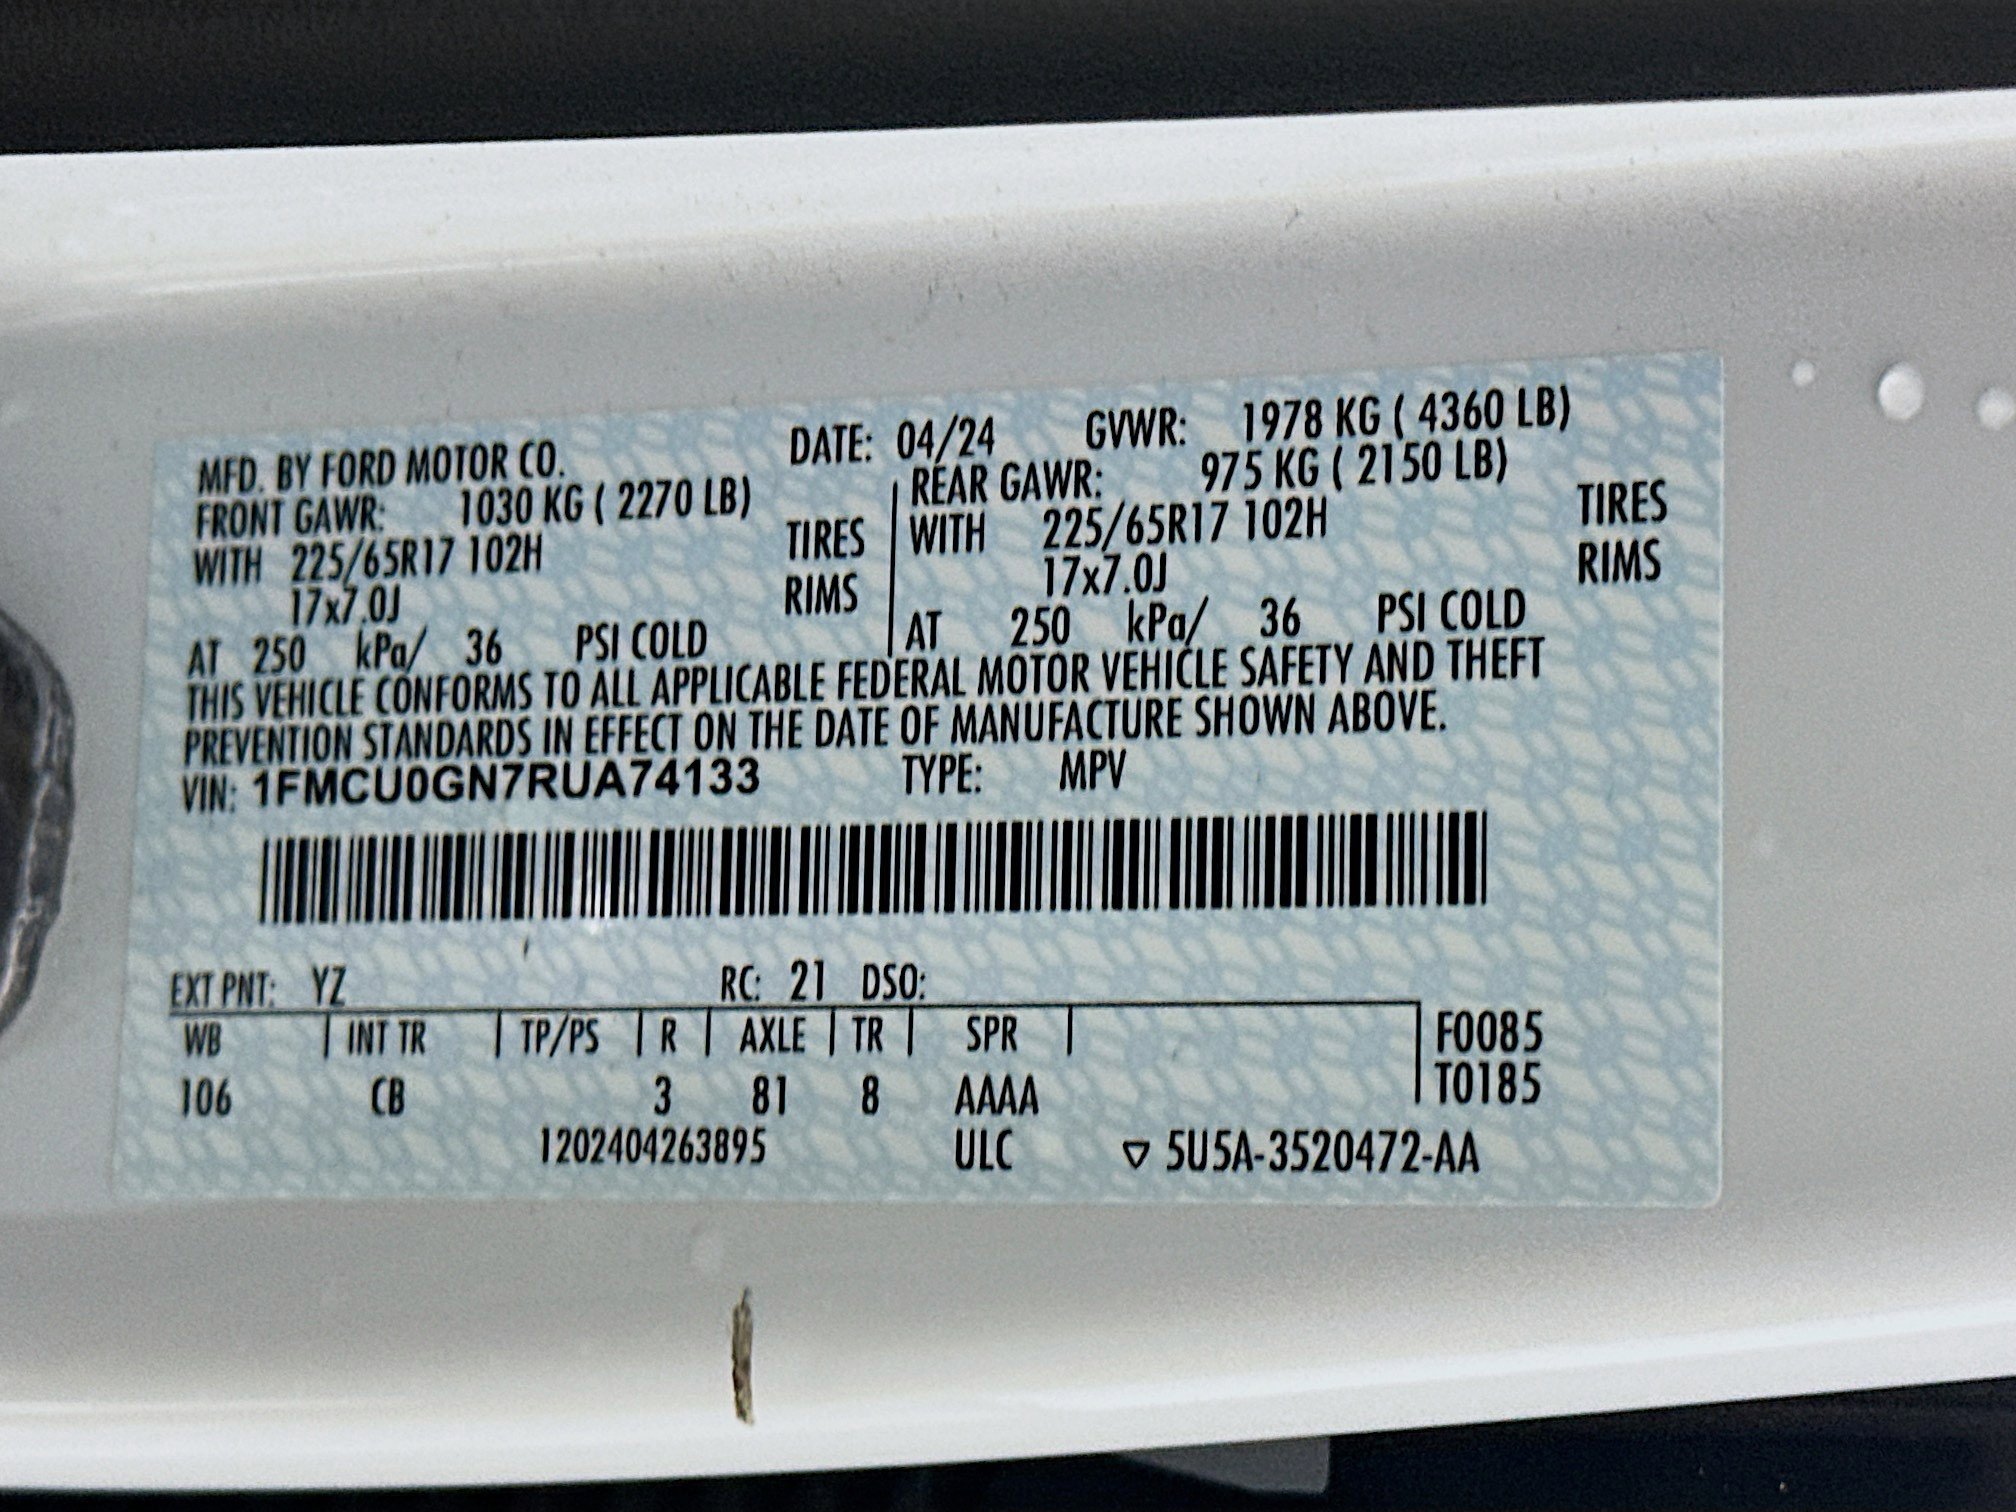 MFD. BY FORD MOTOR CO. DATE: 04/24 GVWR: 1978 KG ( 4360 LB)
FRONT GAWR: 1030 KG ( 2270 LB) REAR GAWR: 975 KG ( 2150 LB)
WITH 225/65R17 102H TIRES WITH 225/65R17 102H TIRES
17x7.0J RIMS 17x7.0J RIMS
AT 250 kPa/ 36 PSI COLD AT 250 kPa/ 36 PSI COLD
THIS VEHICLE CONFORMS TO ALL APPLICABLE FEDERAL MOTOR VEHICLE SAFETY AND THEFT
PREVENTION STANDARDS IN EFFECT ON THE DATE OF MANUFACTURE SHOWN ABOVE.
VIN: 1FMCU0GN7RUA74133 TYPE: MPV
EXT PNT: YZ RC: 21 DSO:
WB | INT TR | TP/PS | R | AXLE | TR | SPR | F0085
106 CB 3 81 8 AAAA T0185
1202404263895 ULC ▽ 5U5A-3520472-AA